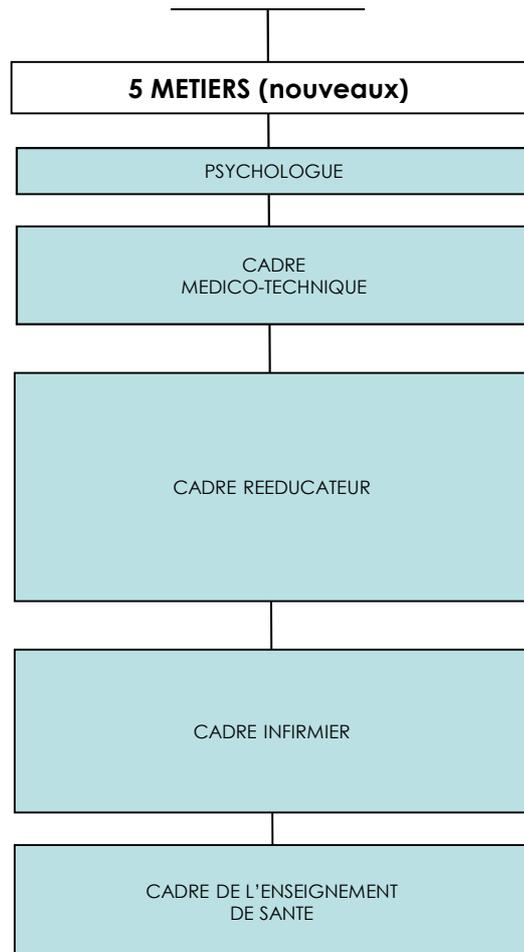 5 METIERS (nouveaux)
PSYCHOLOGUE
CADRE
MEDICO-TECHNIQUE
CADRE REEDUCATEUR
CADRE INFIRMIER
CADRE DE L’ENSEIGNEMENT
DE SANTE